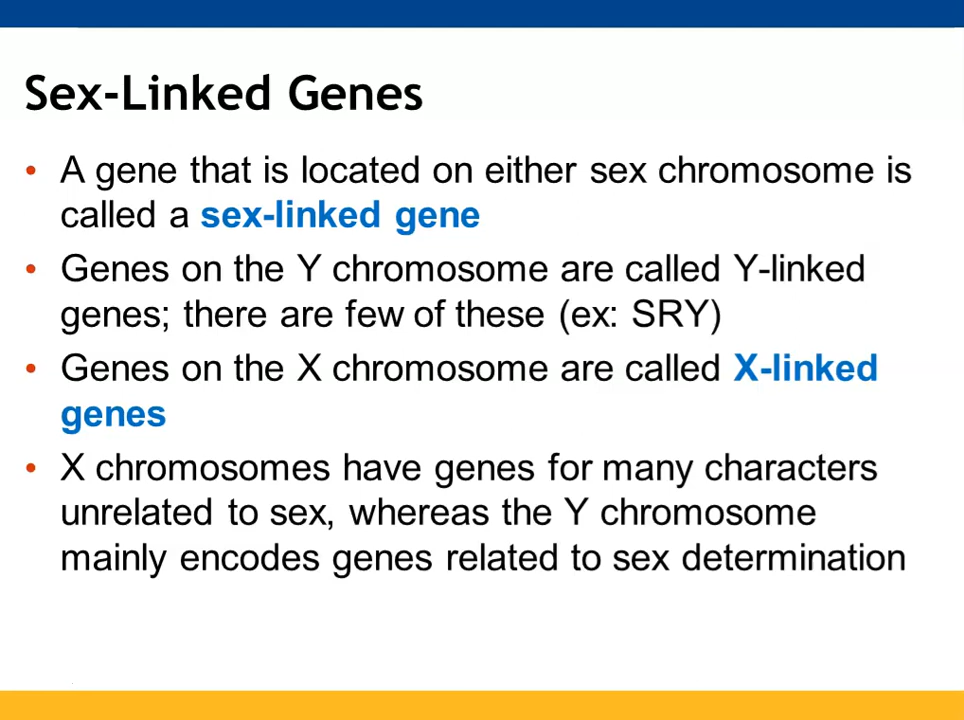 Sex-Linked Genes
• A gene that is located on either sex chromosome is
called a sex-linked gene
• Genes on the Y chromosome are called Y-linked
genes; there are few of these (ex: SRY)
• Genes on the X chromosome are called X-linked
genes
• X chromosomes have genes for many characters
unrelated to sex, whereas the Y chromosome
mainly encodes genes related to sex determination